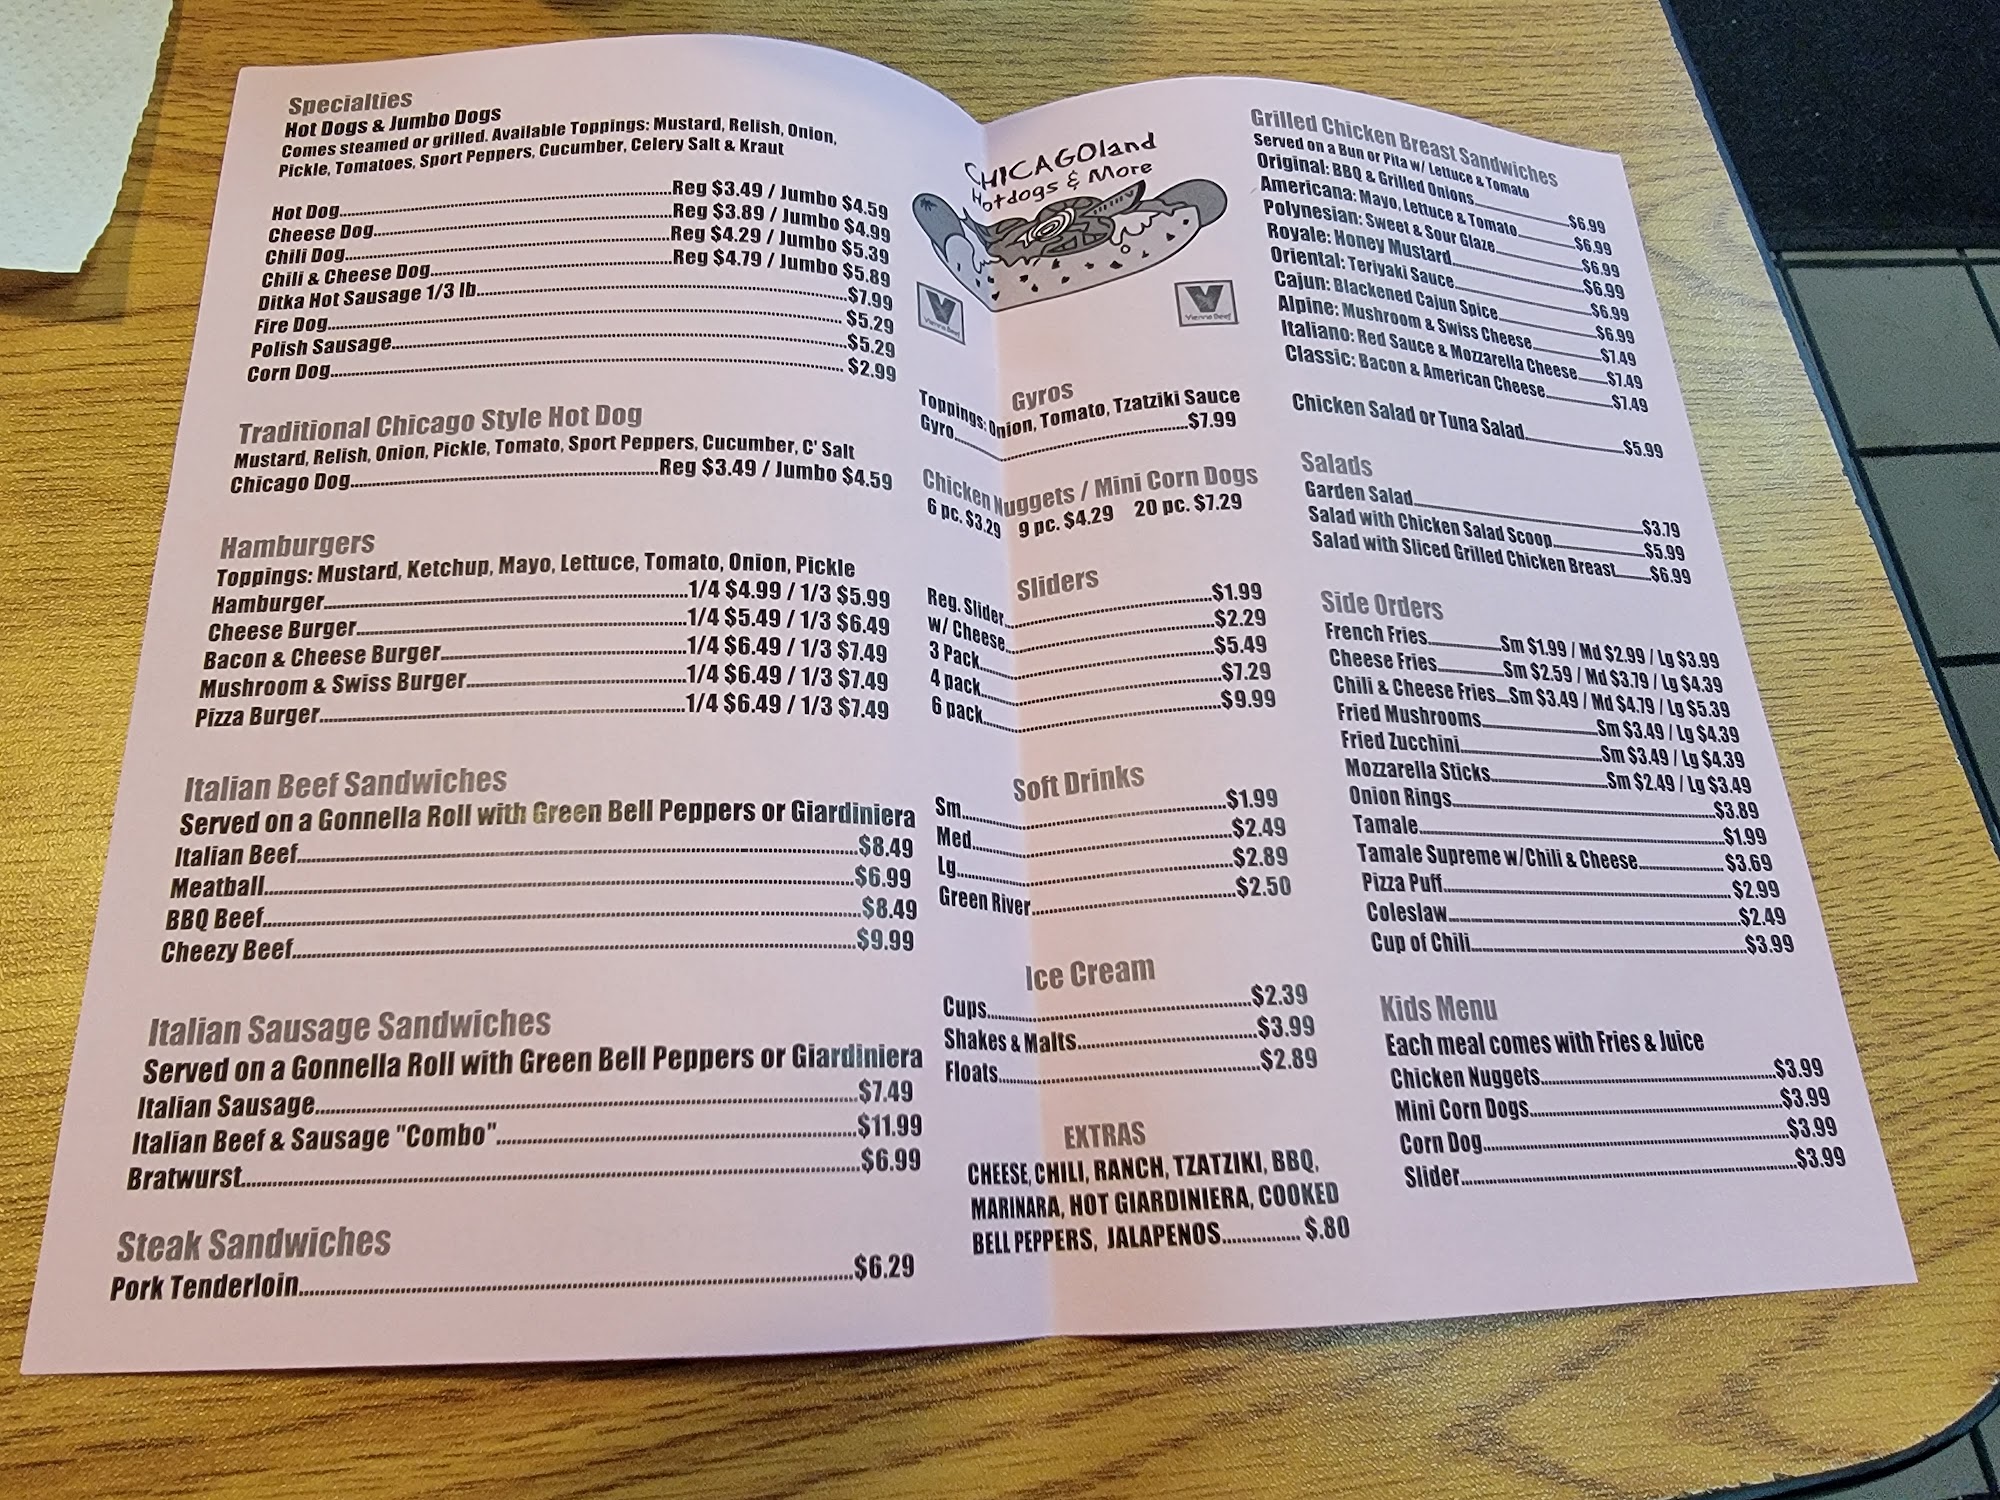 Specialties
Hot Dogs & Jumbo Dogs
Comes steamed or grilled. Available Toppings: Mustard, Relish, Onion,
Pickle, Tomatoes, Sport Peppers, Cucumber, Celery Salt & Kraut
Hot Dog Reg $3.49 / Jumbo $4.59
Cheese Dog Reg $3.89 / Jumbo $4.99
Chili Dog Reg $4.29 / Jumbo $5.39
Chili & Cheese Dog Reg $4.79 / Jumbo $5.89
Ditka Hot Sausage 1/3 lb $7.99
Fire Dog $5.29
Polish Sausage $5.29
Corn Dog $2.99
Traditional Chicago Style Hot Dog
Mustard, Relish, Onion, Pickle, Tomato, Sport Peppers, Cucumber, C' Salt
Chicago Dog Reg $3.49 / Jumbo $4.59
Hamburgers
Toppings: Mustard, Ketchup, Mayo, Lettuce, Tomato, Onion, Pickle
Hamburger 1/4 $4.99 / 1/3 $5.99
Cheese Burger 1/4 $5.49 / 1/3 $6.49
Bacon & Cheese Burger 1/4 $6.49 / 1/3 $7.49
Mushroom & Swiss Burger 1/4 $6.49 / 1/3 $7.49
Pizza Burger 1/4 $6.49 / 1/3 $7.49
Italian Beef Sandwiches
Served on a Gonnella Roll with Green Bell Peppers or Giardiniera
Italian Beef $8.49
Meatball $6.99
BBQ Beef $8.49
Cheezy Beef $9.99
Italian Sausage Sandwiches
Served on a Gonnella Roll with Green Bell Peppers or Giardiniera
Italian Sausage $7.49
Italian Beef & Sausage "Combo" $11.99
Bratwurst $6.99
Steak Sandwiches
Pork Tenderloin $6.29
CHICAGOland
Hotdogs & More
V
Vienna Beef
V
Vienna Beef
Gyros
Toppings: Onion, Tomato, Tzatziki Sauce
Gyro $7.99
Chicken Nuggets / Mini Corn Dogs
6 pc. $3.29 9 pc. $4.29 20 pc. $7.29
Sliders
Reg. Slider $1.99
w/ Cheese $2.29
3 Pack $5.49
4 pack $7.29
6 pack $9.99
Soft Drinks
Sm $1.99
Med $2.49
Lg $2.89
Green River $2.50
Ice Cream
Cups $2.39
Shakes & Malts $3.99
Floats $2.89
EXTRAS
CHEESE, CHILI, RANCH, TZATZIKI, BBQ,
MARINARA, HOT GIARDINIERA, COOKED
BELL PEPPERS, JALAPENOS $.80
Grilled Chicken Breast Sandwiches
Served on a Bun or Pita w/ Lettuce & Tomato
Original: BBQ & Grilled Onions $6.99
Americana: Mayo, Lettuce & Tomato $6.99
Polynesian: Sweet & Sour Glaze $6.99
Royale: Honey Mustard $6.99
Oriental: Teriyaki Sauce $6.99
Cajun: Blackened Cajun Spice $6.99
Alpine: Mushroom & Swiss Cheese $7.49
Italiano: Red Sauce & Mozzarella Cheese $7.49
Classic: Bacon & American Cheese $7.49
Chicken Salad or Tuna Salad $5.99
Salads
Garden Salad $3.79
Salad with Chicken Salad Scoop $5.99
Salad with Sliced Grilled Chicken Breast $6.99
Side Orders
French Fries Sm $1.99 / Md $2.99 / Lg $3.99
Cheese Fries Sm $2.59 / Md $3.79 / Lg $4.39
Chili & Cheese Fries Sm $3.49 / Md $4.79 / Lg $5.39
Fried Mushrooms Sm $3.49 / Lg $4.39
Fried Zucchini Sm $3.49 / Lg $4.39
Mozzarella Sticks Sm $2.49 / Lg $3.49
Onion Rings $3.89
Tamale $1.99
Tamale Supreme w/Chili & Cheese $3.69
Pizza Puff $2.99
Coleslaw $2.49
Cup of Chili $3.99
Kids Menu
Each meal comes with Fries & Juice
Chicken Nuggets $3.99
Mini Corn Dogs $3.99
Corn Dog $3.99
Slider $3.99